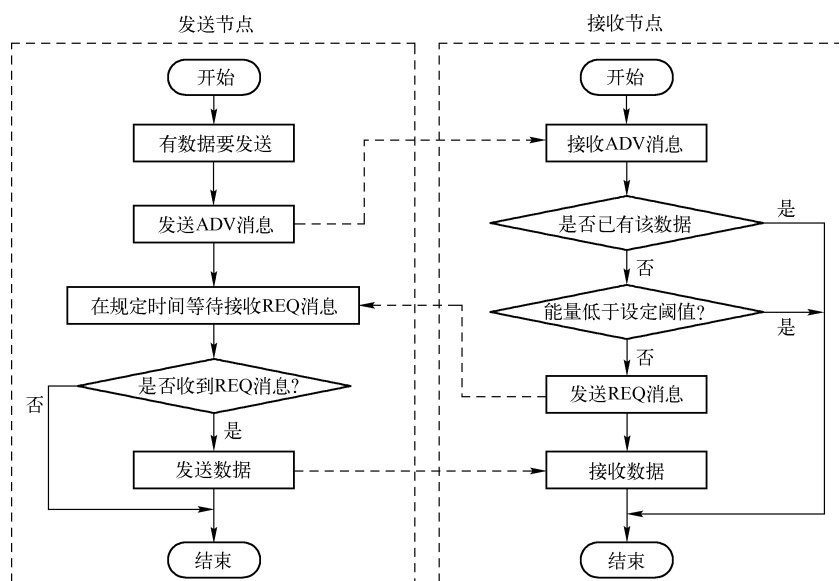 发送节点
开始
有数据要发送
发送ADV消息
在规定时间等待接收REQ消息
是否收到REQ消息?
否
是
发送数据
结束
接收节点
开始
接收ADV消息
是否已有该数据
是
否
能量低于设定阈值?
是
否
发送REQ消息
接收数据
结束